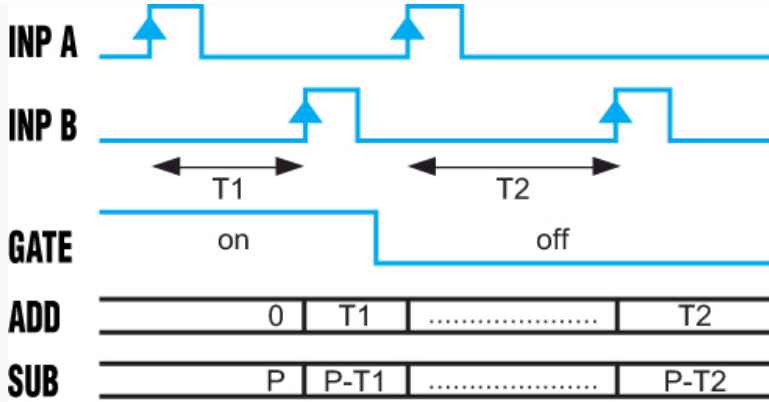 INP A
INP B
T1 T2
GATE on off
ADD 0 T1 ..................... T2
SUB P P-T1 ..................... P-T2